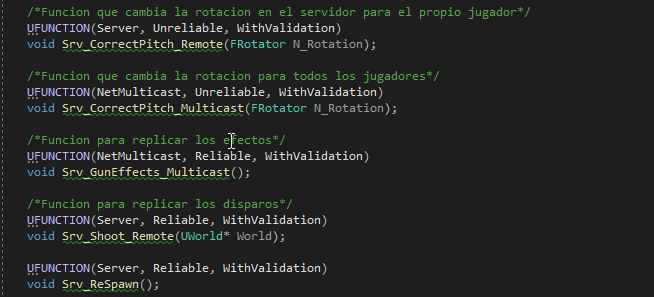 /*Funcion que cambia la rotacion en el servidor para el propio jugador*/
UFUNCTION(Server, Unreliable, WithValidation)
void Srv_CorrectPitch_Remote(FRotator N_Rotation);
/*Funcion que cambia la rotacion para todos los jugadores*/
UFUNCTION(NetMulticast, Unreliable, WithValidation)
void Srv_CorrectPitch_Multicast(FRotator N_Rotation);
/*Funcion para replicar los efectos*/
UFUNCTION(NetMulticast, Reliable, WithValidation)
void Srv_GunEffects_Multicast();
/*Funcion para replicar los disparos*/
UFUNCTION(Server, Reliable, WithValidation)
void Srv_Shoot_Remote(UWorld* World);
UFUNCTION(Server, Reliable, WithValidation)
void Srv_ReSpawn();